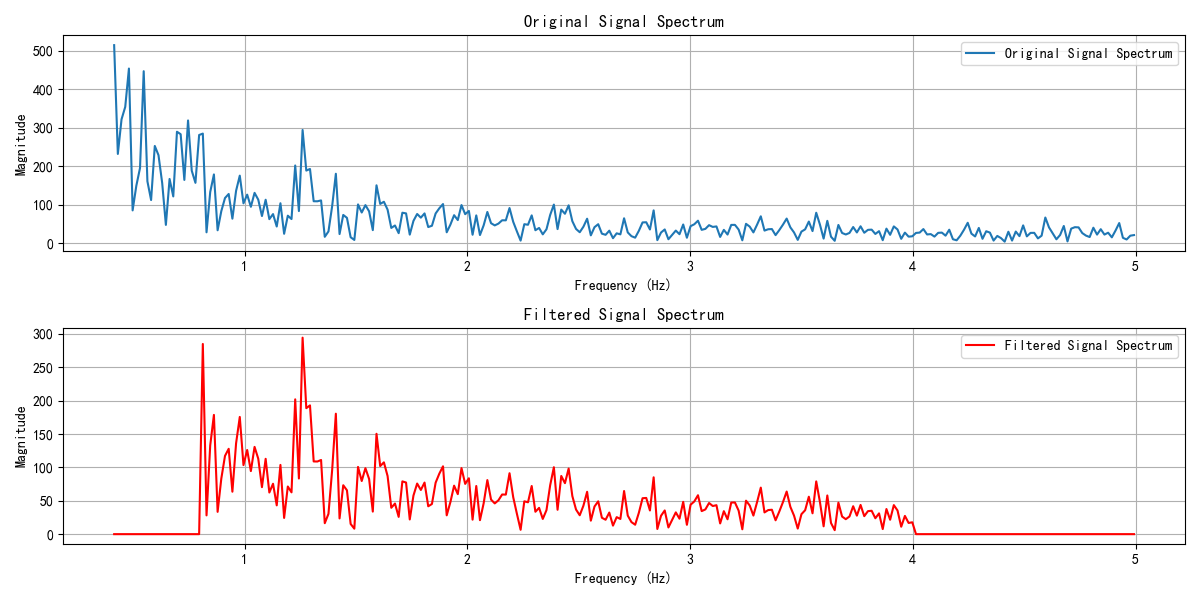 Original Signal Spectrum
500
400
300
200
100
0
Magnitude
Original Signal Spectrum
1 2 3 4 5
Frequency (Hz)
Filtered Signal Spectrum
300
250
200
150
100
50
0
Magnitude
Filtered Signal Spectrum
1 2 3 4 5
Frequency (Hz)